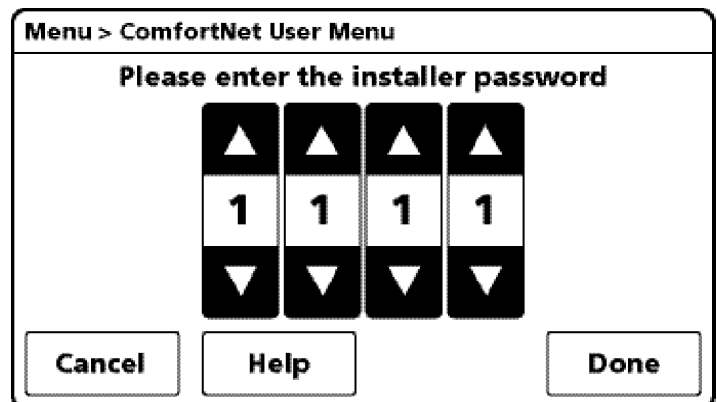 Menu > ComfortNet User Menu
Please enter the installer password
1 1 1 1
Cancel Help Done